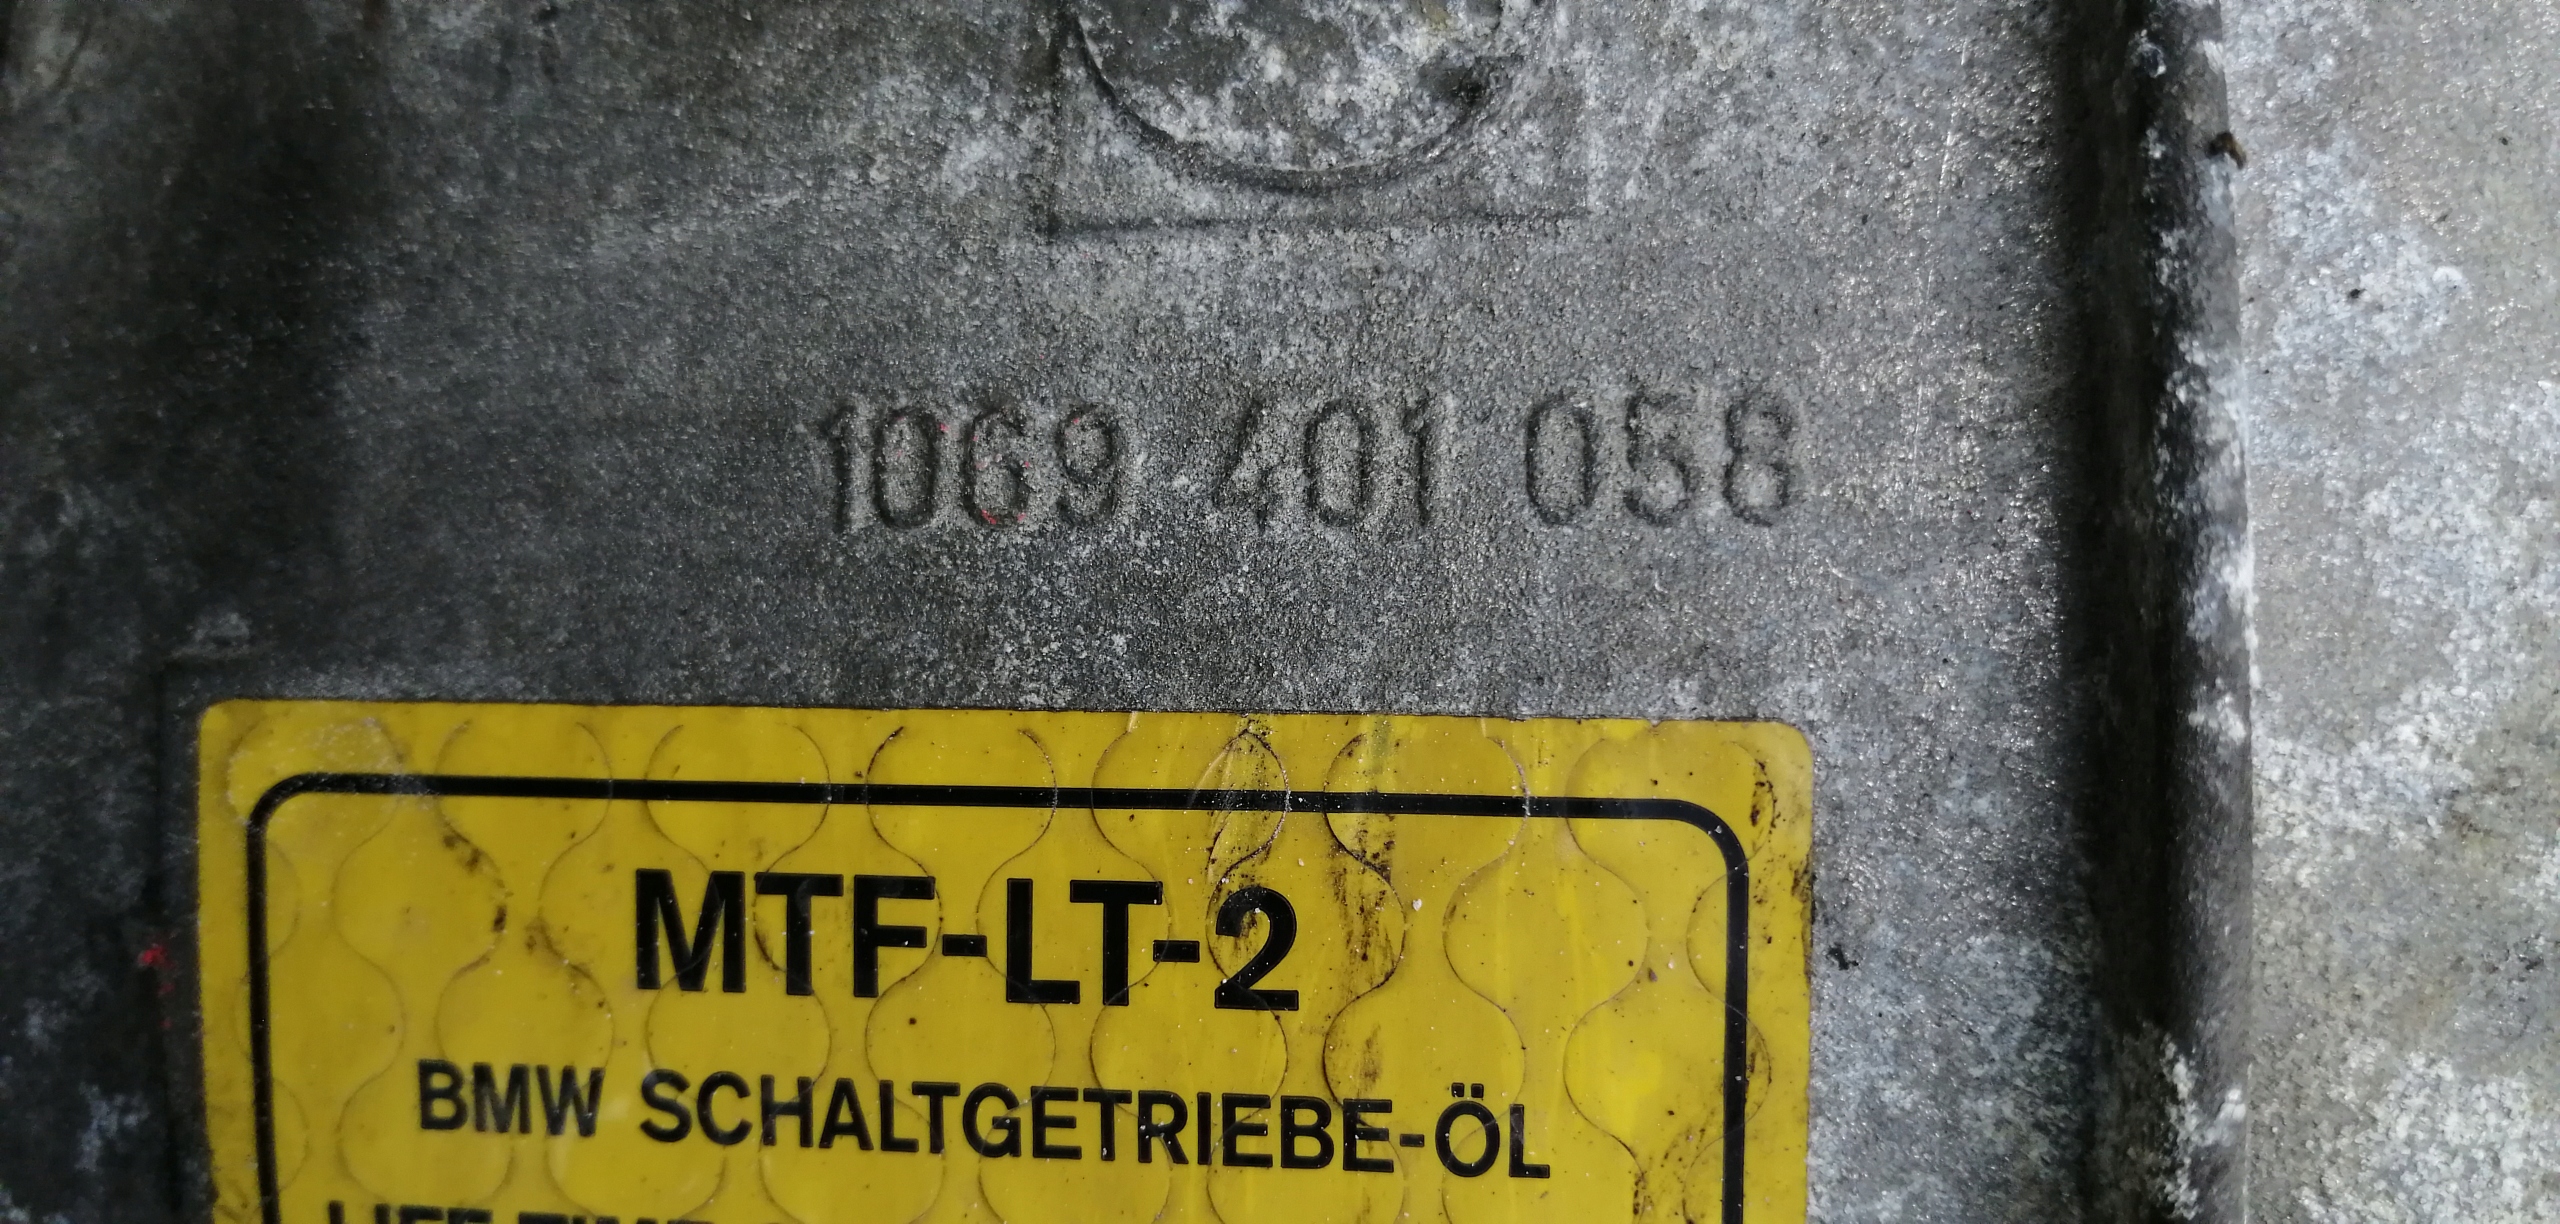 1069 401 058
MTF-LT-2
BMW SCHALTGETRIEBE-ÖL